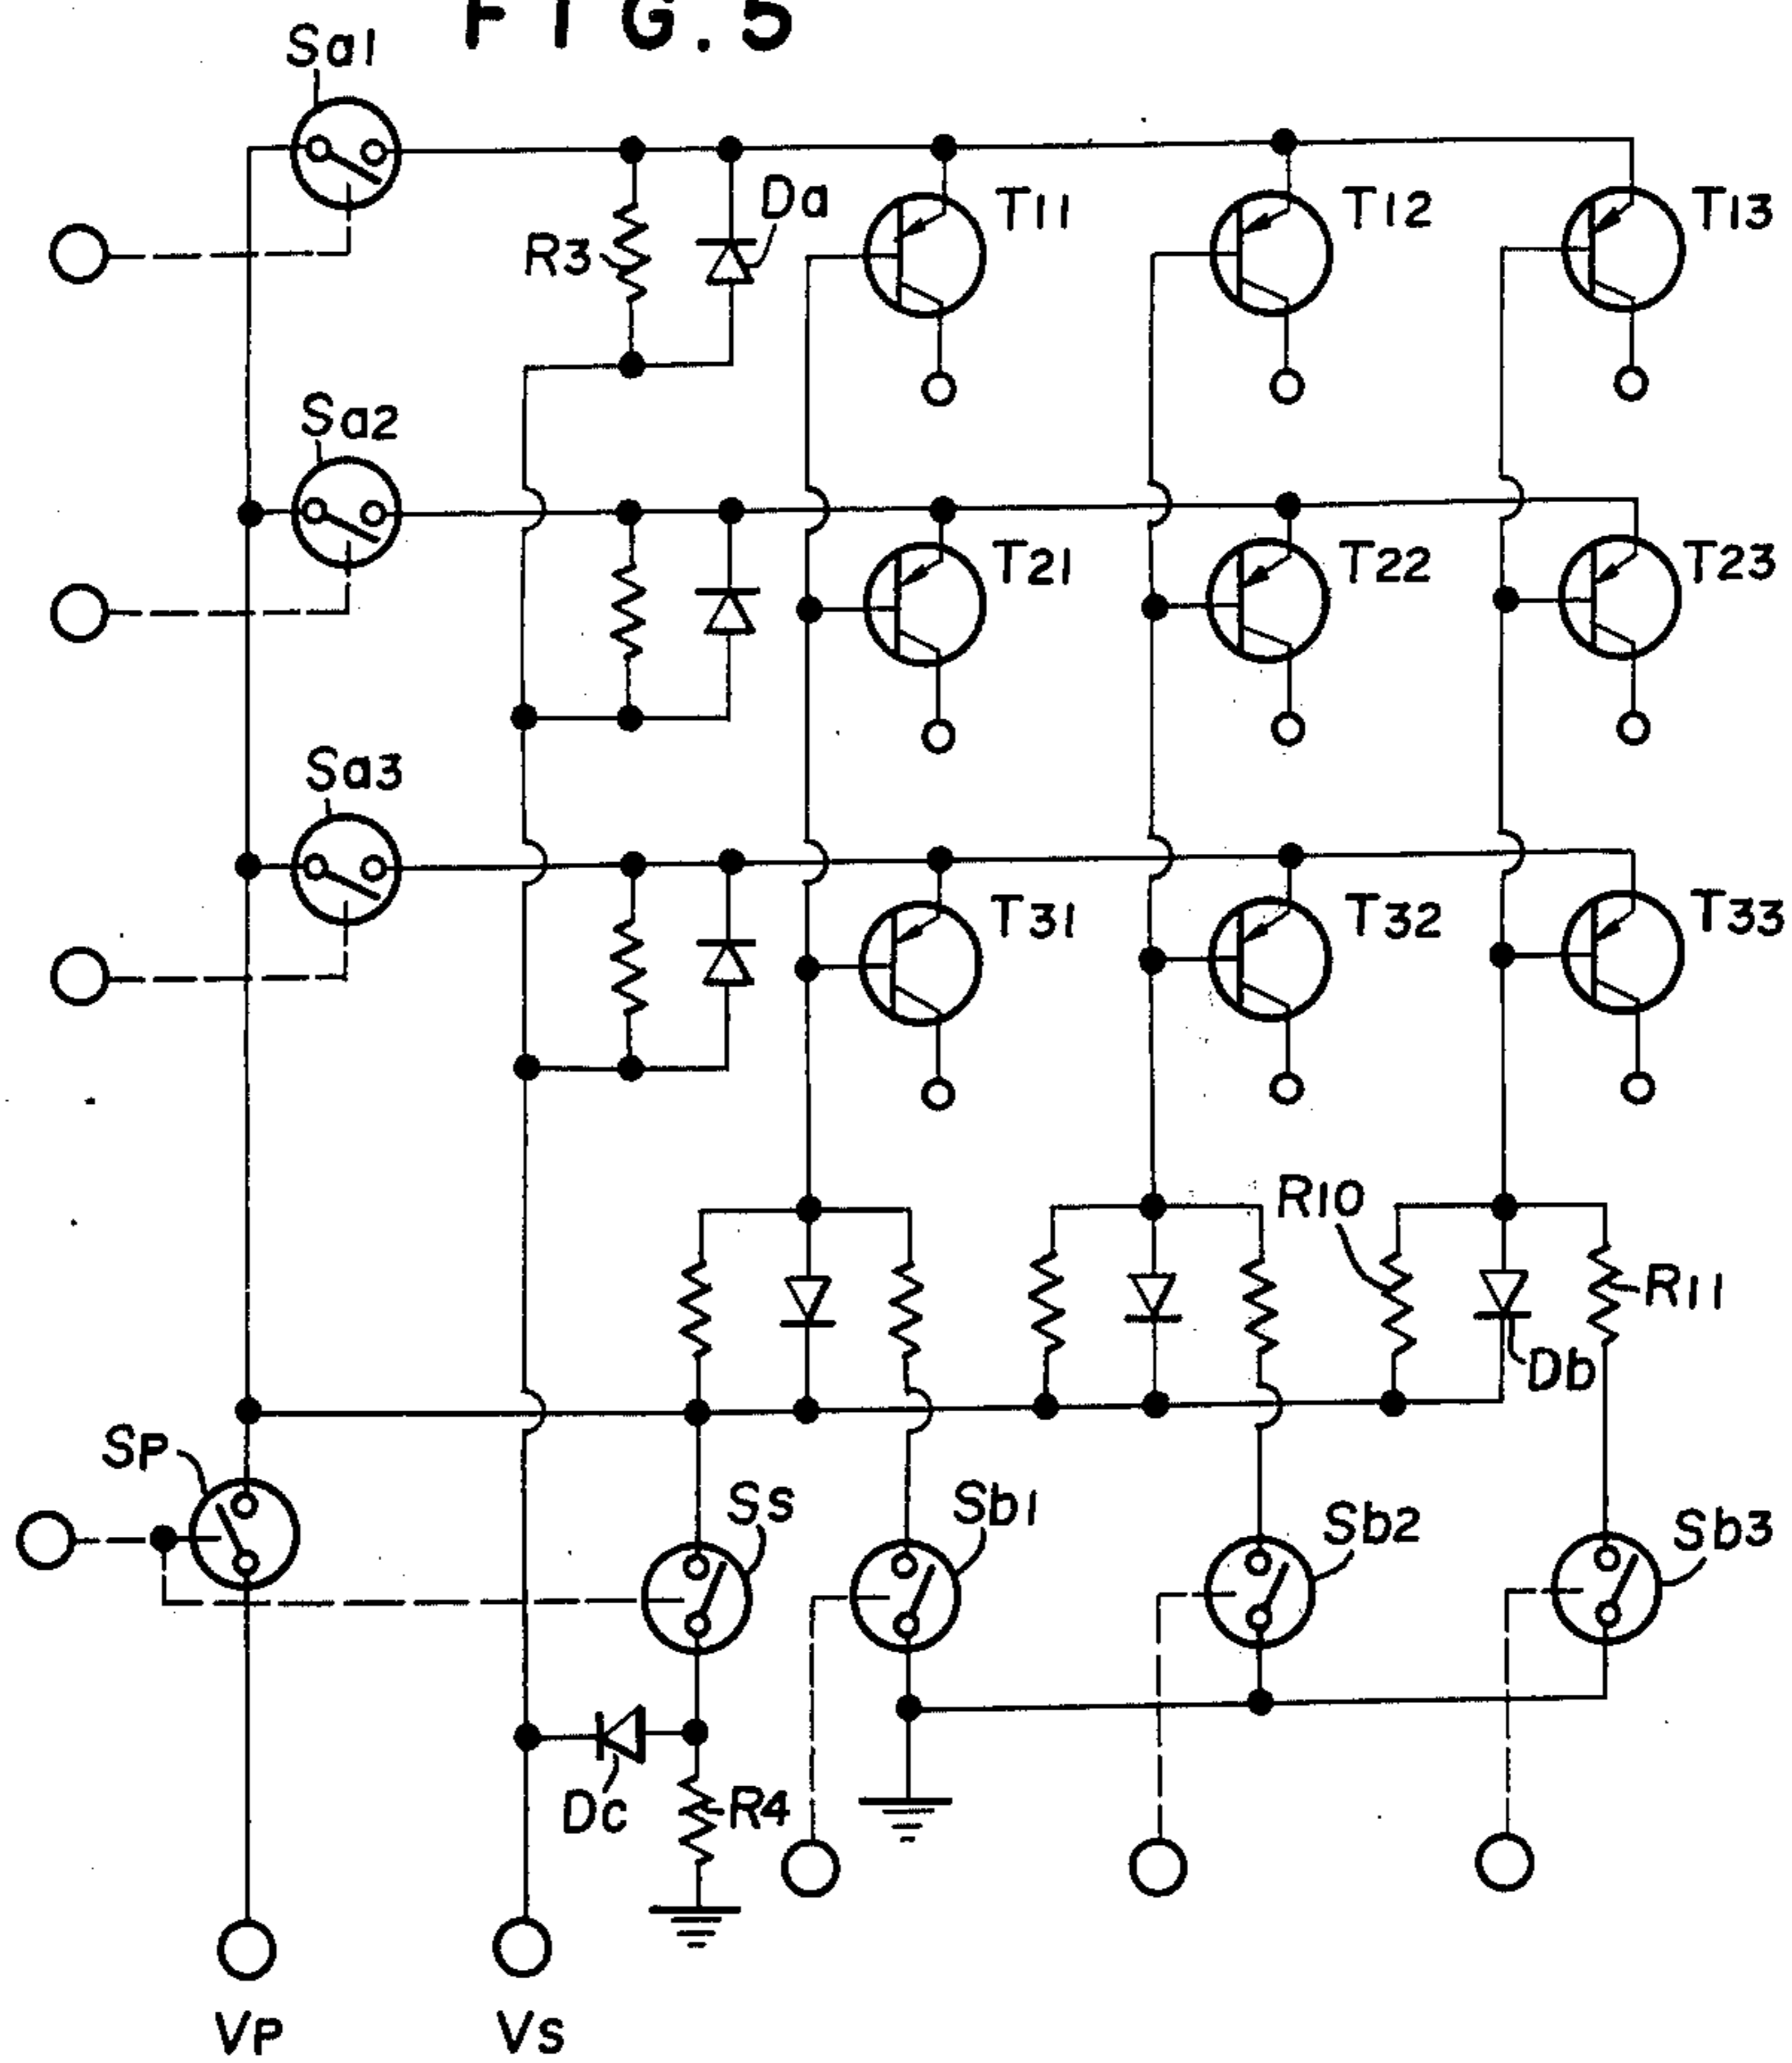 FIG. 5
Sa1
Da
T11
T12
T13
R3
Sa2
T21
T22
T23
Sa3
T31
T32
T33
R10
R11
Db
SP
Ss
Sb1
Sb2
Sb3
Dc
R4
VP
Vs